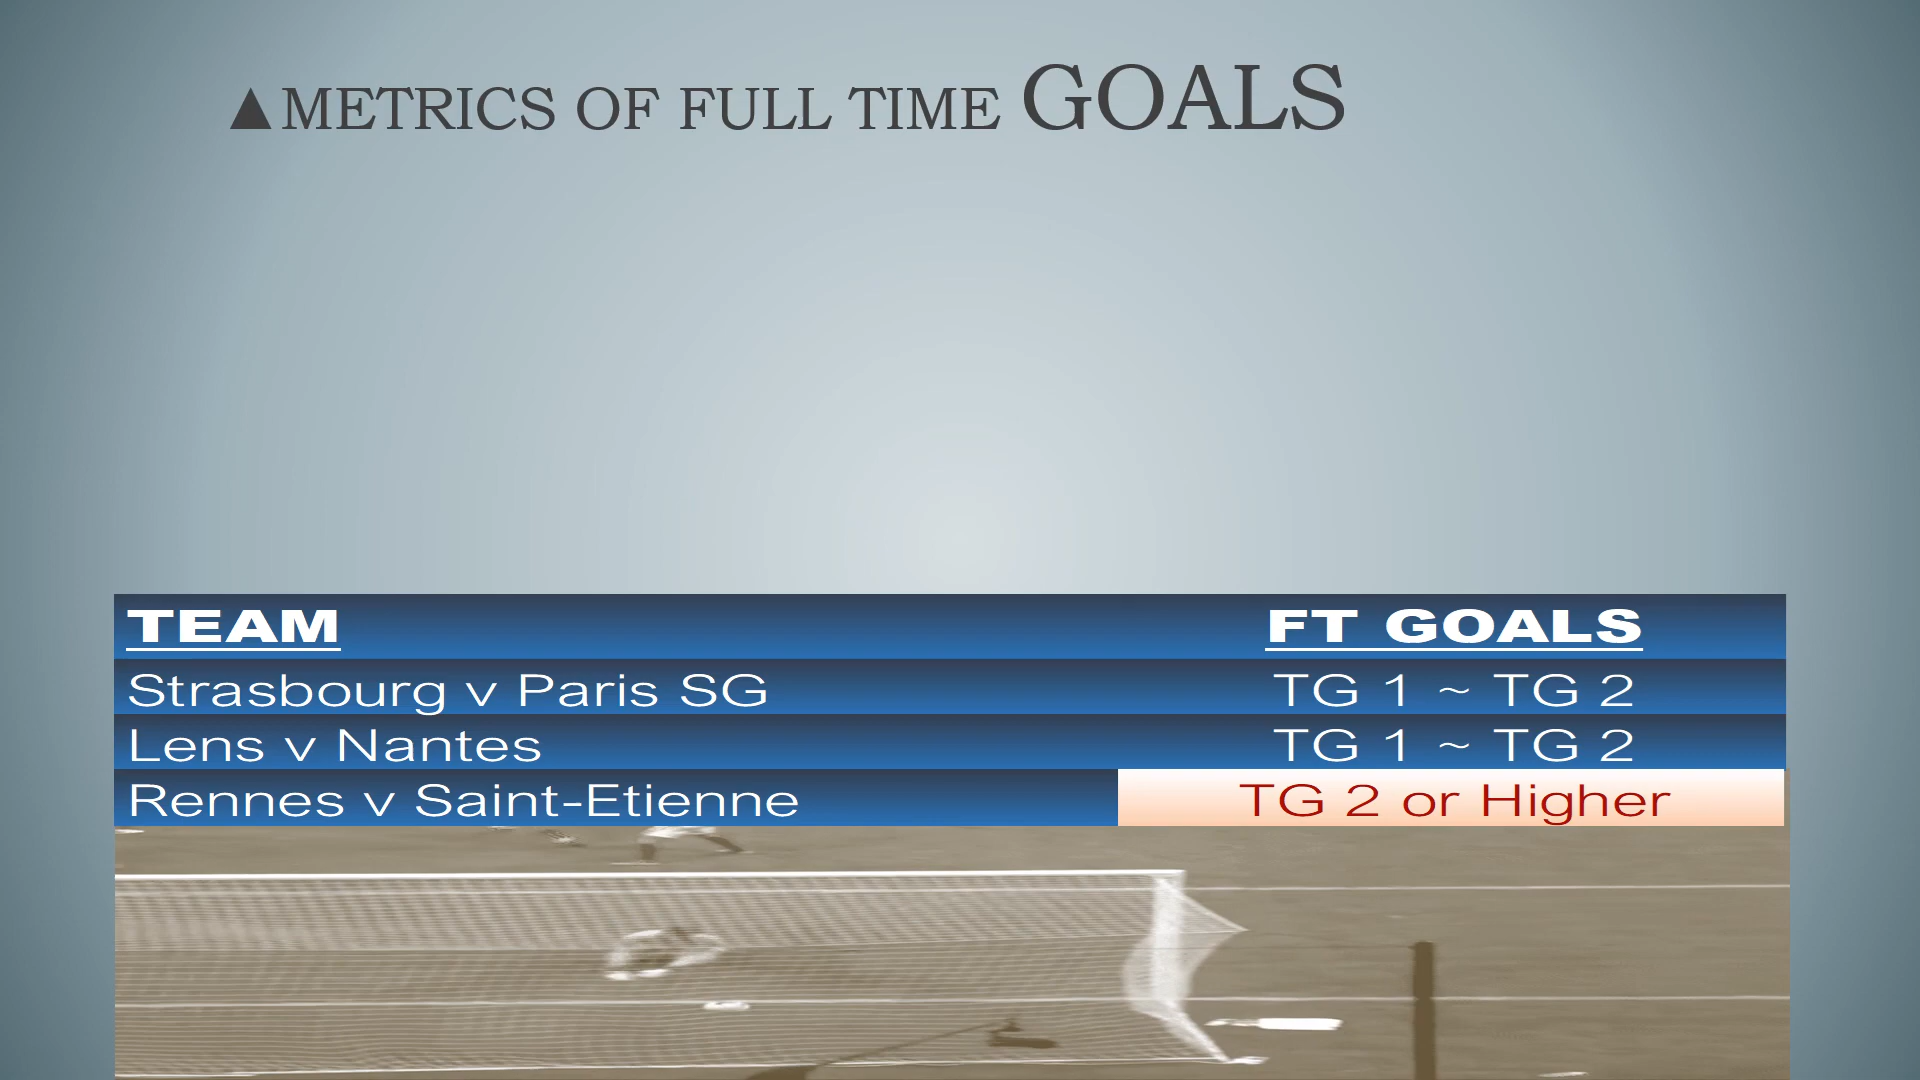 ▲METRICS OF FULL TIME GOALS
TEAM FT GOALS
Strasbourg v Paris SG TG 1 ~ TG 2
Lens v Nantes TG 1 ~ TG 2
Rennes v Saint-Etienne TG 2 or Higher